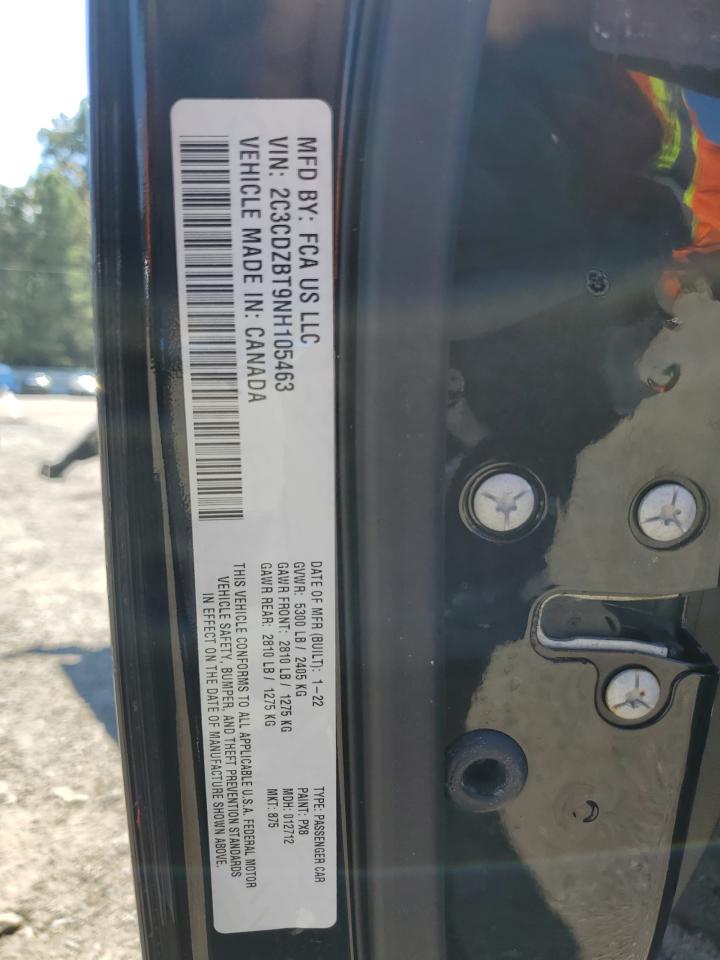 MFD BY: FCA US LLC
VIN: 2C3CDZBT9NH105463
VEHICLE MADE IN: CANADA
DATE OF MFR (BUILT): 1-22
GVWR: 5300 LB / 2405 KG
GAWR FRONT: 2810 LB / 1275 KG
GAWR REAR: 2810 LB / 1275 KG
TYPE: PASSENGER CAR
PAINT: PX8
MDH: 012712
MKT: 875
THIS VEHICLE CONFORMS TO ALL APPLICABLE U.S.A. FEDERAL MOTOR
VEHICLE SAFETY, BUMPER, AND THEFT PREVENTION STANDARDS
IN EFFECT ON THE DATE OF MANUFACTURE SHOWN ABOVE.